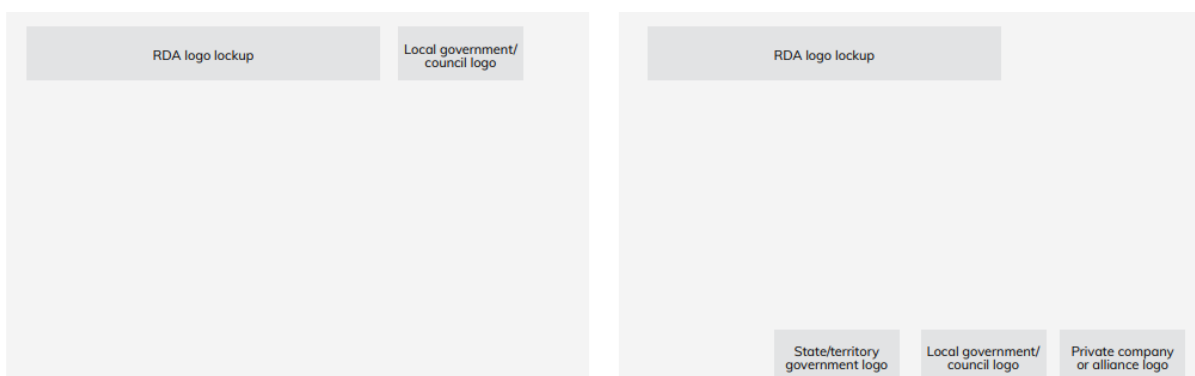 RDA logo lockup
Local government/
council logo
RDA logo lockup
State/territory
government logo
Local government/
council logo
Private company
or alliance logo